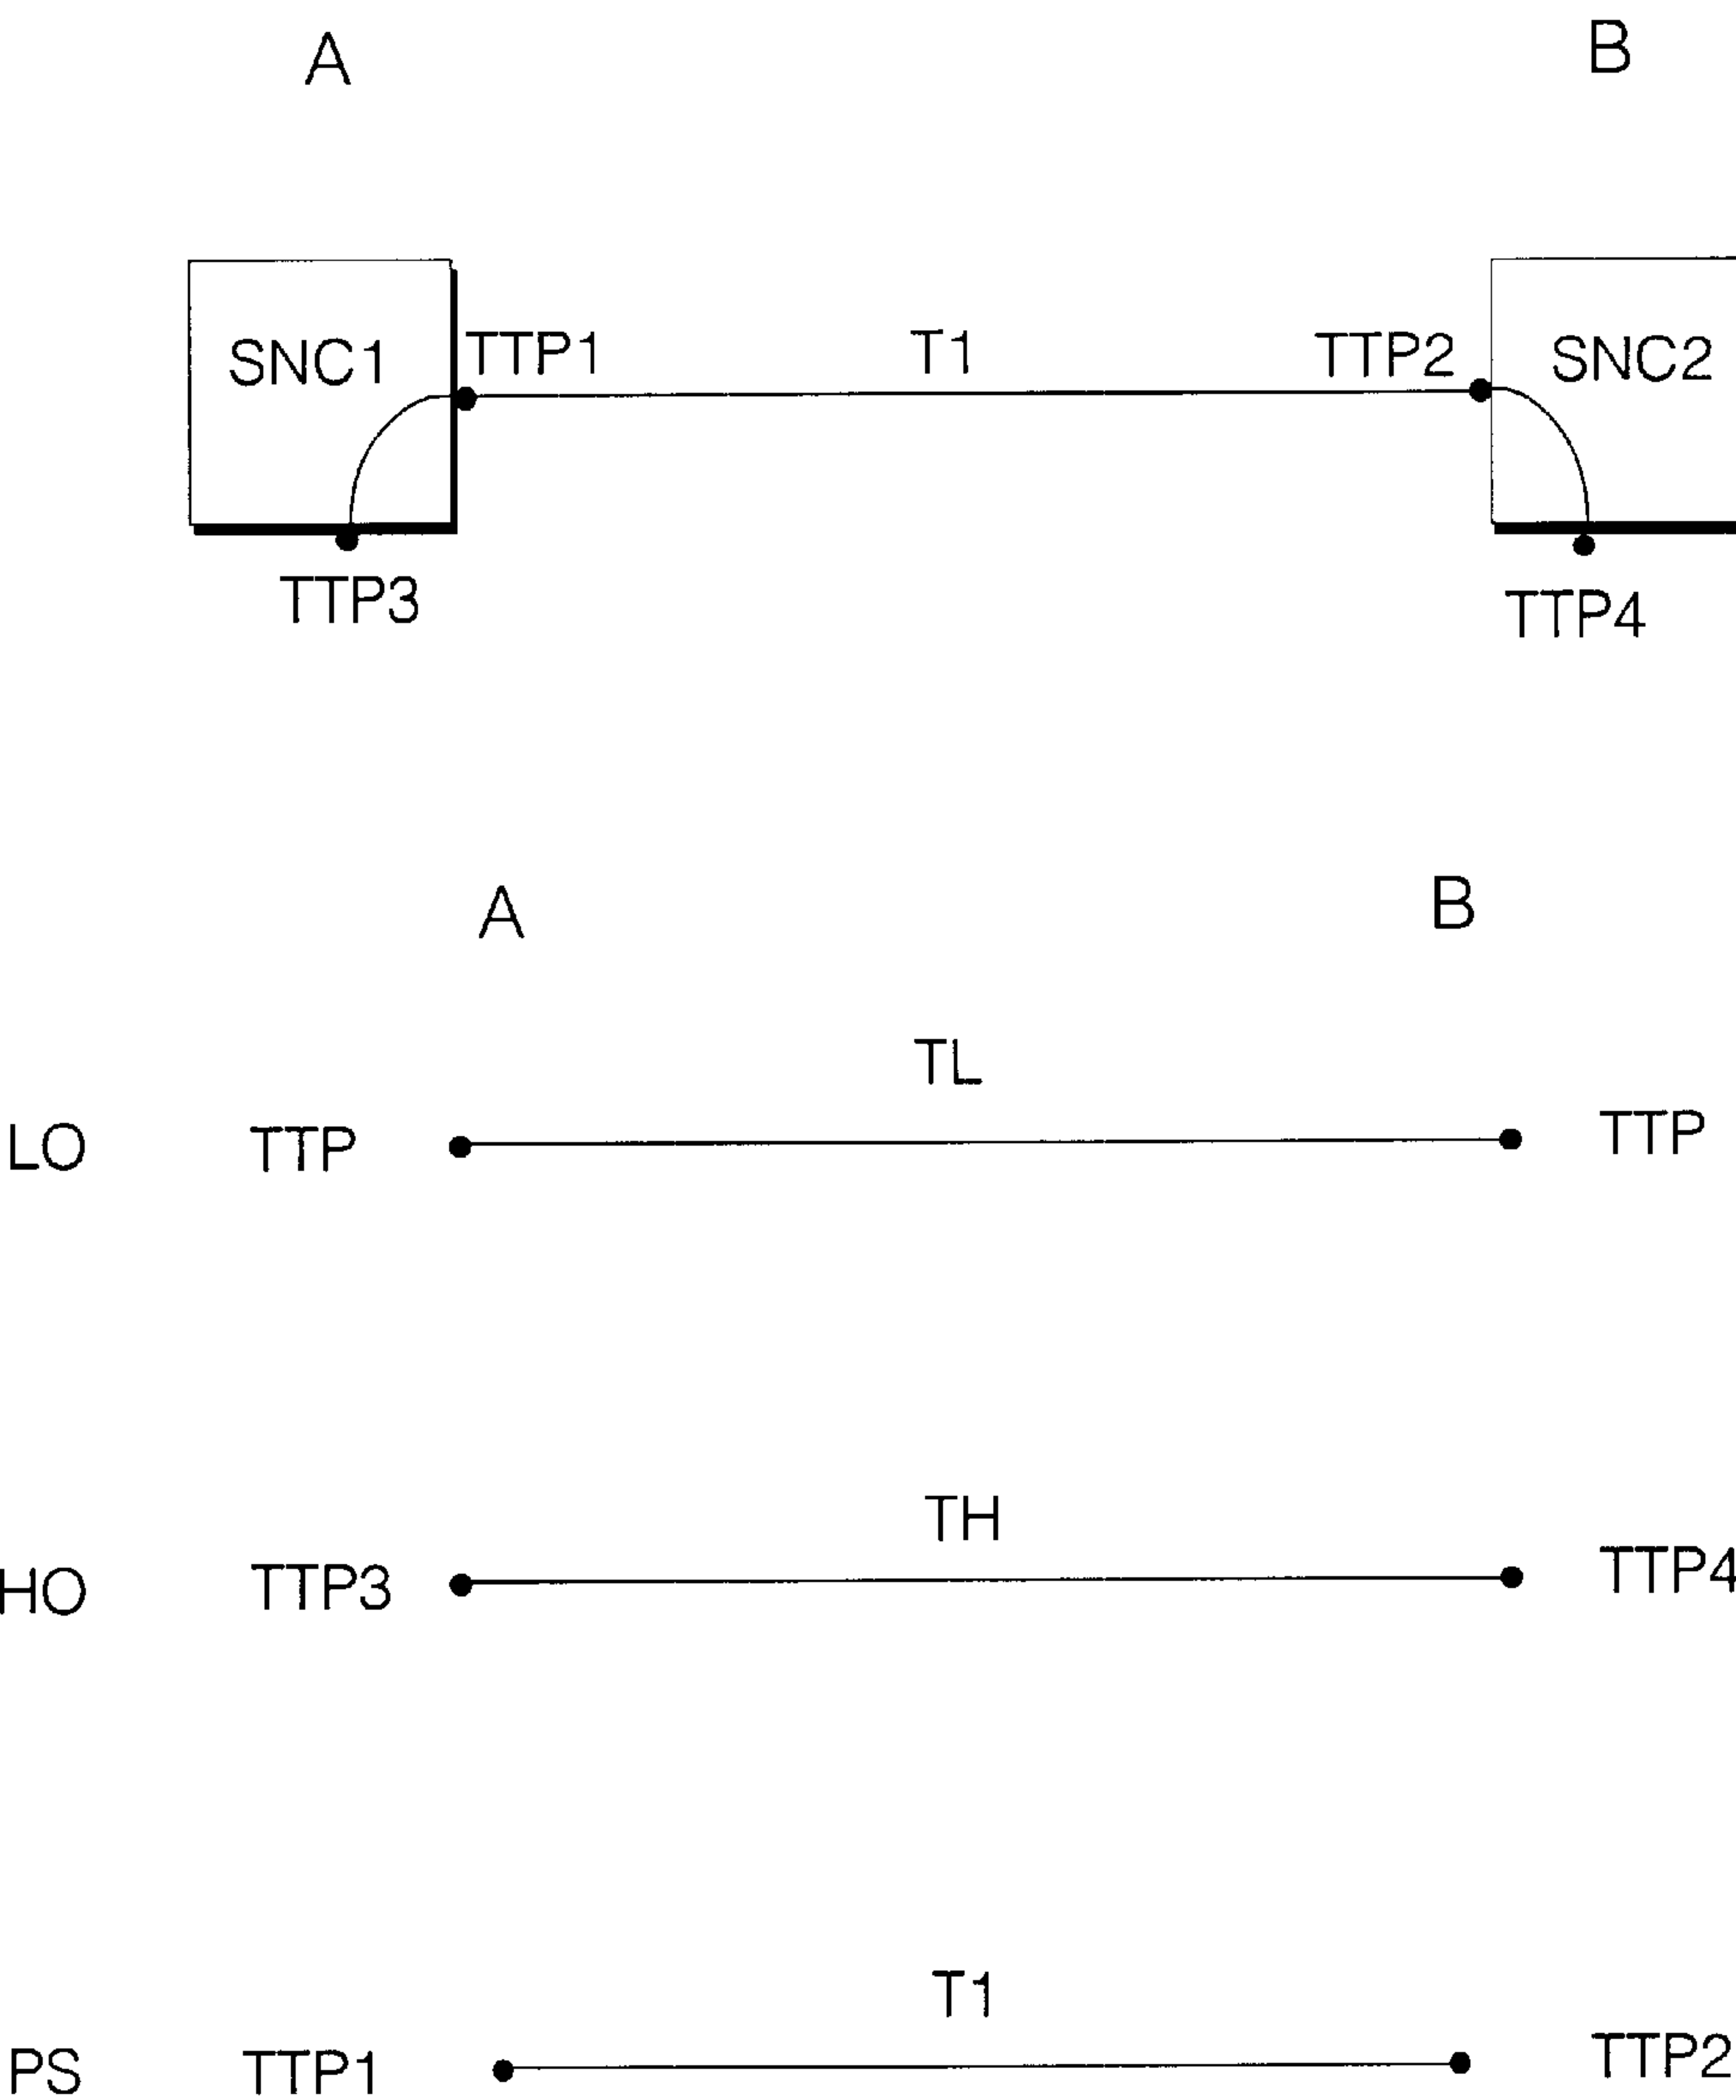 A B
SNC1 TTP1 T1 TTP2 SNC2
TTP3 TTP4
A B
TL
LO TTP TTP
TH
HO TTP3 TTP4
T1
PS TTP1 TTP2